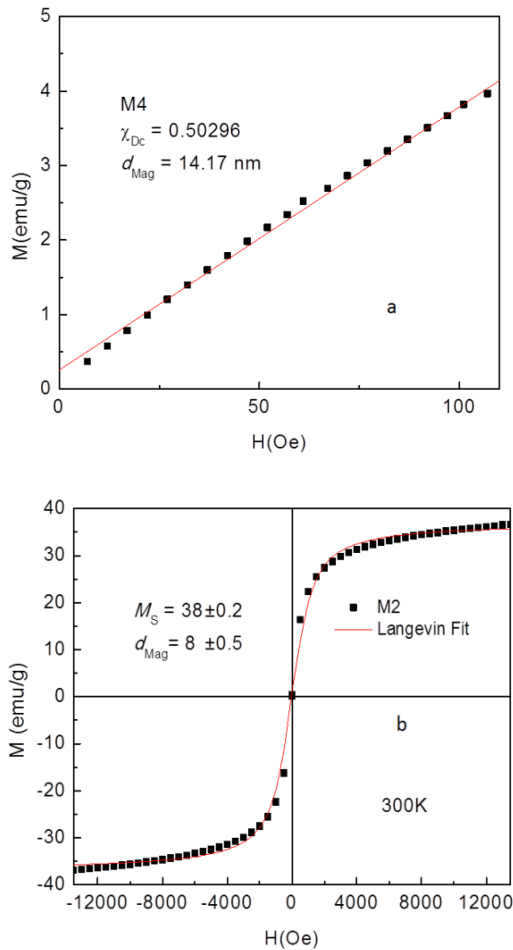 5
4
3
2
1
0
M(emu/g)
M4
χDc = 0.50296
dMag = 14.17 nm
a
0
50
100
H(Oe)
40
30
20
10
0
-10
-20
-30
-40
M (emu/g)
MS = 38±0.2
dMag= 8 ±0.5
M2
Langevin Fit
b
300K
-12000
-8000
-4000
0
4000
8000
12000
H(Oe)